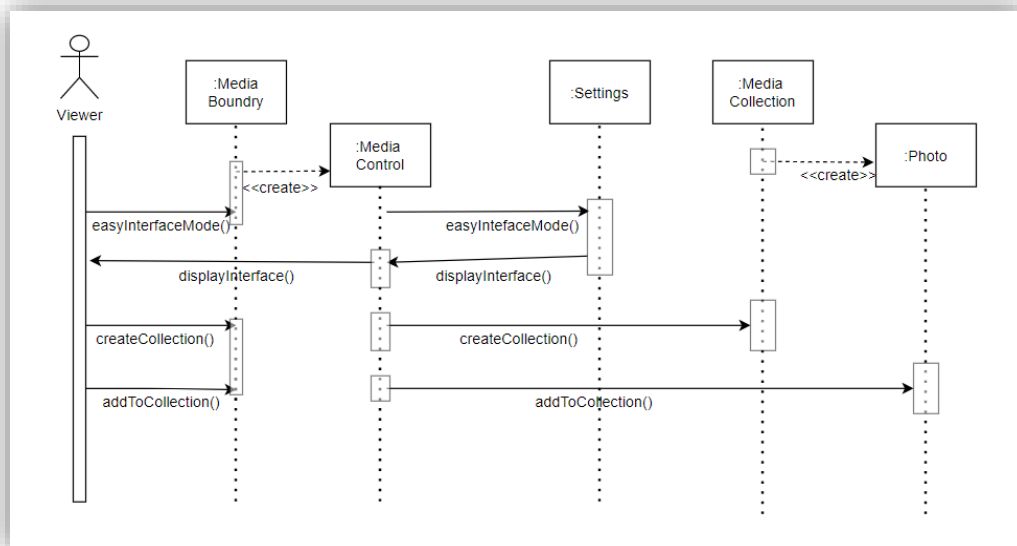 Viewer
:Media
Boundry
:Media
Control
:Settings
:Media
Collection
:Photo
<<create>>
<<create>>
easyInterfaceMode()
easyIntefaceMode()
displayInterface()
displayInterface()
createCollection()
createCollection()
addToCollection()
addToCollection()